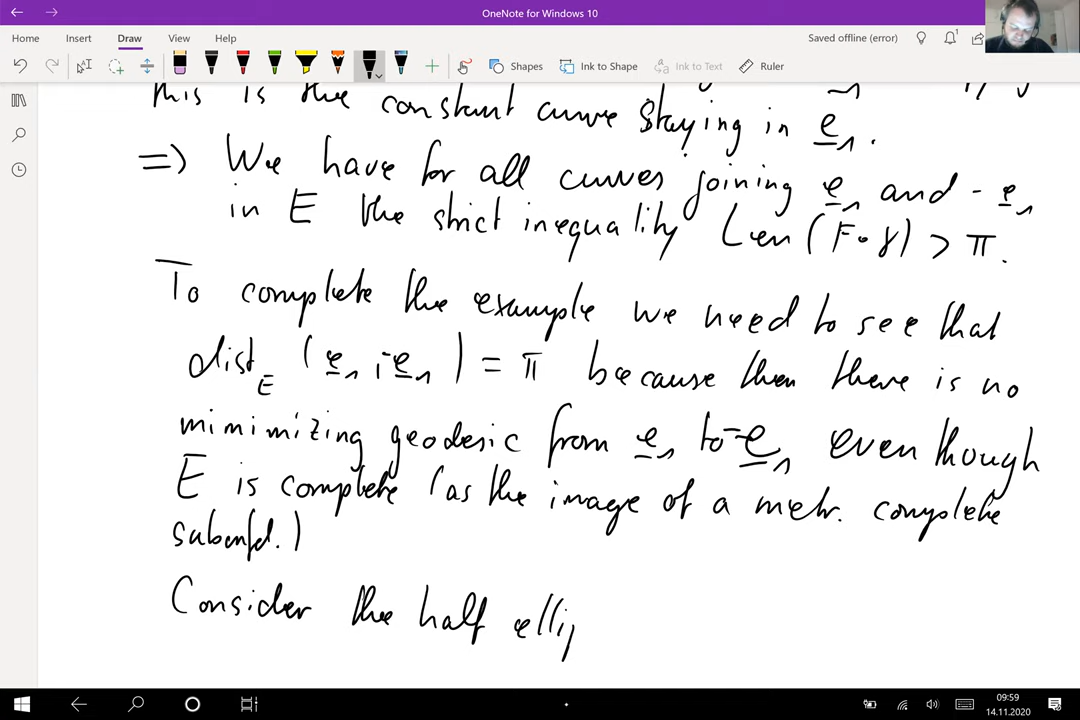 OneNote for Windows 10
Home Insert Draw View Help Saved offline (error)
Shapes Ink to Shape Ink to Text Ruler
this is the constant curve staying in e₁.
=) We have for all curves joining e₁ and - e₁
in E the strict inequality Len (F∘γ) > π.
To complete the example we need to see that
dist_E (e₁, -e₁) = π because then there is no
mimimizing geodesic from e₁ to -e₁ even though
E is complete (as the image of a metr. complete
submfd.)
Consider the half ellip
09:59
14.11.2020